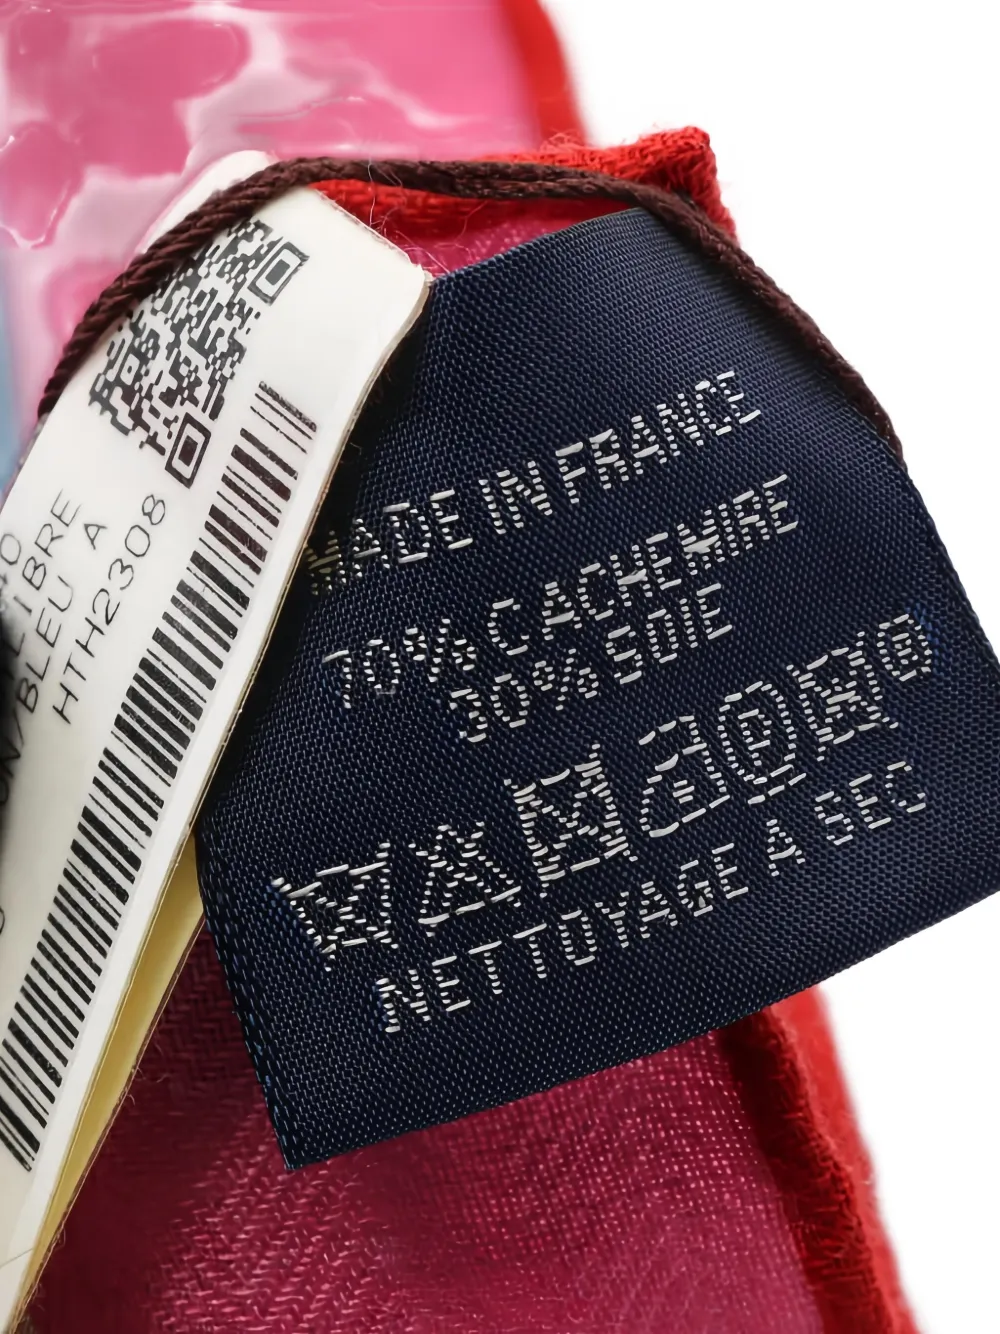 MADE IN FRANCE
70% CACHEMIRE
30% SOIE
NETTOYAGE A SEC
LIBRE
/BLEU A
HTH2308